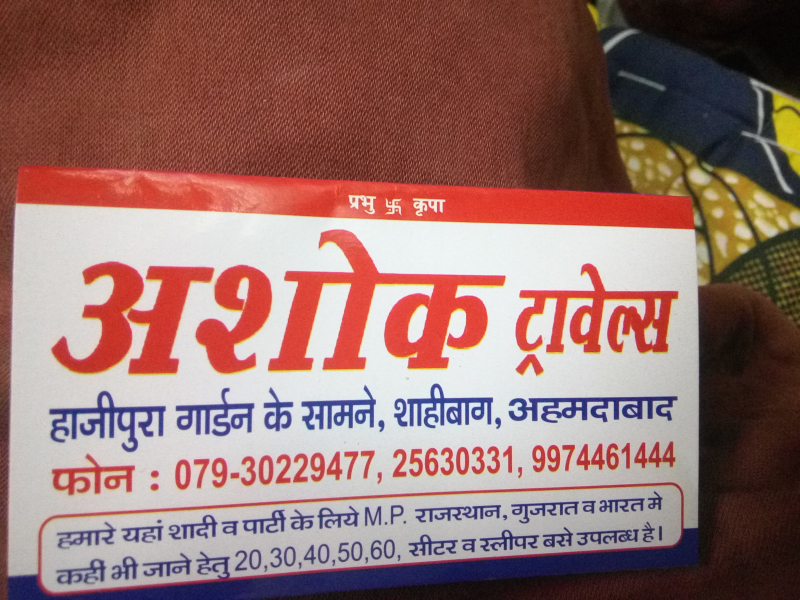 प्रभु 卐 कृपा
अशोक ट्रावेल्स
हाजीपुरा गार्डन के सामने, शाहीबाग, अहमदाबाद
फोन : 079-30229477, 25630331, 9974461444
हमारे यहां शादी व पार्टी के लिये M.P. राजस्थान, गुजरात व भारत मे
कहीं भी जाने हेतु 20,30,40,50,60, सीटर व स्लीपर बसे उपलब्ध है।